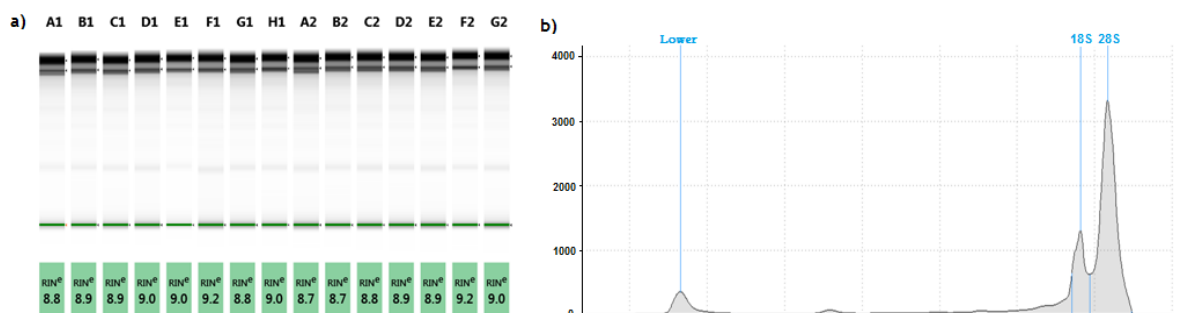 a) A1 B1 C1 D1 E1 F1 G1 H1 A2 B2 C2 D2 E2 F2 G2
RINe RINe RINe RINe RINe RINe RINe RINe RINe RINe RINe RINe RINe RINe RINe
8.8 8.9 8.9 9.0 9.0 9.2 8.8 9.0 8.7 8.7 8.8 8.9 8.9 9.2 9.0
b)
Lower 18S 28S
4000
3000
2000
1000
0